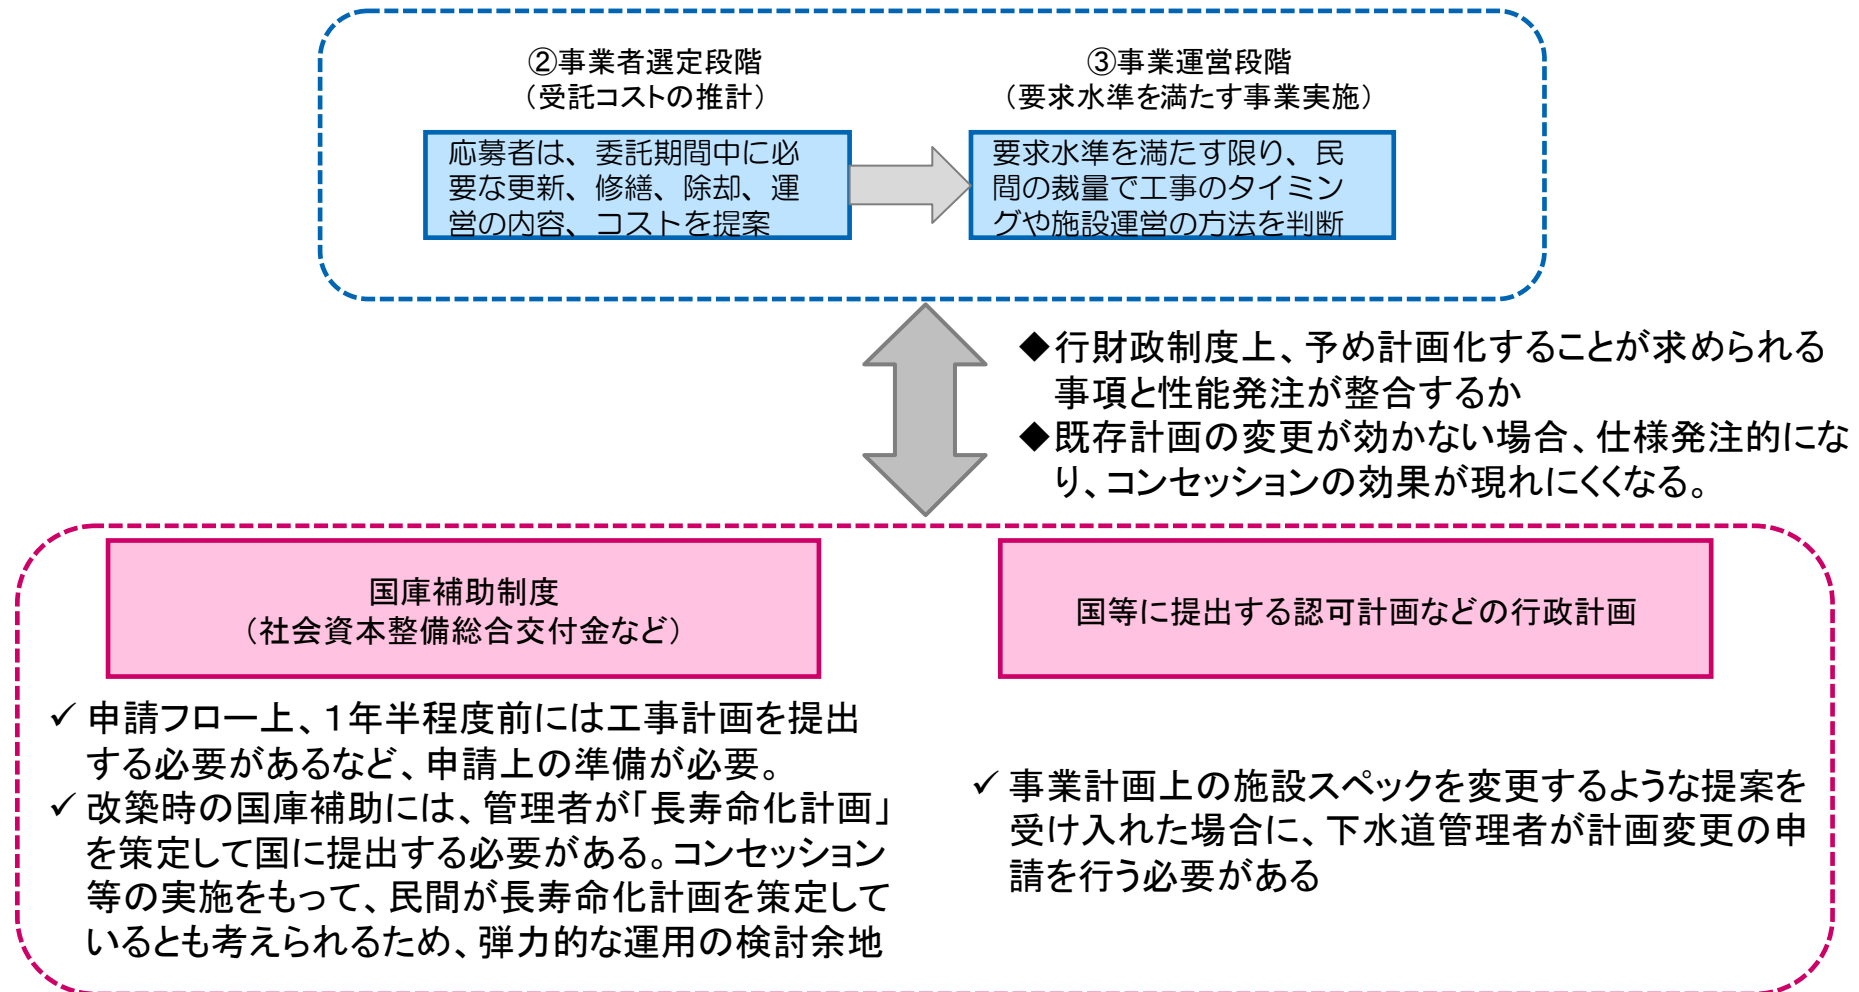 ②事業者選定段階
（受託コストの推計）
③事業運営段階
（要求水準を満たす事業実施）
応募者は、委託期間中に必
要な更新、修繕、除却、運
営の内容、コストを提案
要求水準を満たす限り、民
間の裁量で工事のタイミン
グや施設運営の方法を判断
◆行財政制度上、予め計画化することが求められる
事項と性能発注が整合するか
◆既存計画の変更が効かない場合、仕様発注的にな
り、コンセッションの効果が現れにくくなる。
国庫補助制度
（社会資本整備総合交付金など）
国等に提出する認可計画などの行政計画
✓申請フロー上、１年半程度前には工事計画を提出
する必要があるなど、申請上の準備が必要。
✓改築時の国庫補助には、管理者が「長寿命化計画」
を策定して国に提出する必要がある。コンセッション
等の実施をもって、民間が長寿命化計画を策定して
いるとも考えられるため、弾力的な運用の検討余地
✓事業計画上の施設スペックを変更するような提案を
受け入れた場合に、下水道管理者が計画変更の申
請を行う必要がある